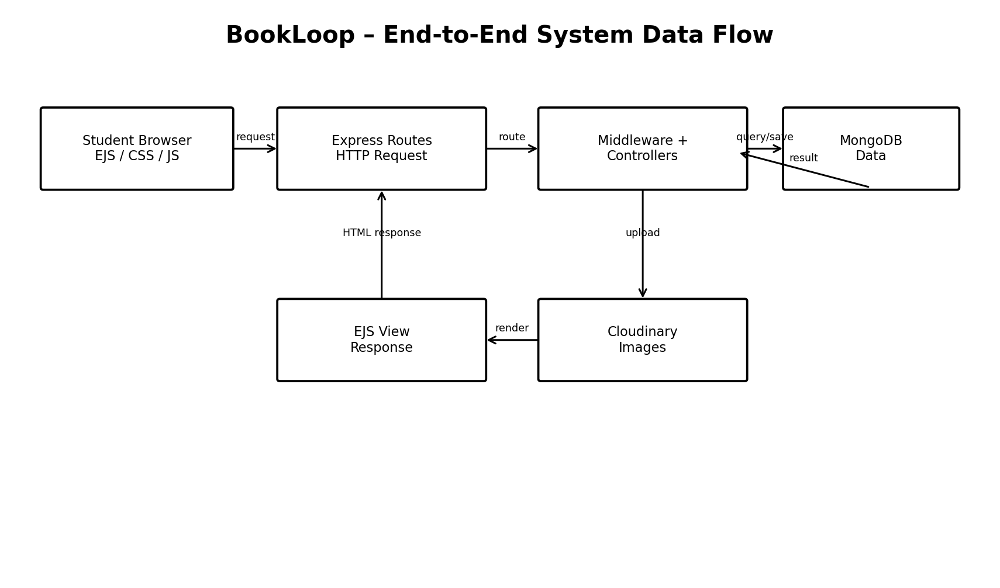 BookLoop – End-to-End System Data Flow
Student Browser
EJS / CSS / JS
request
Express Routes
HTTP Request
route
Middleware +
Controllers
query/save
result
MongoDB
Data
HTML response
upload
EJS View
Response
render
Cloudinary
Images